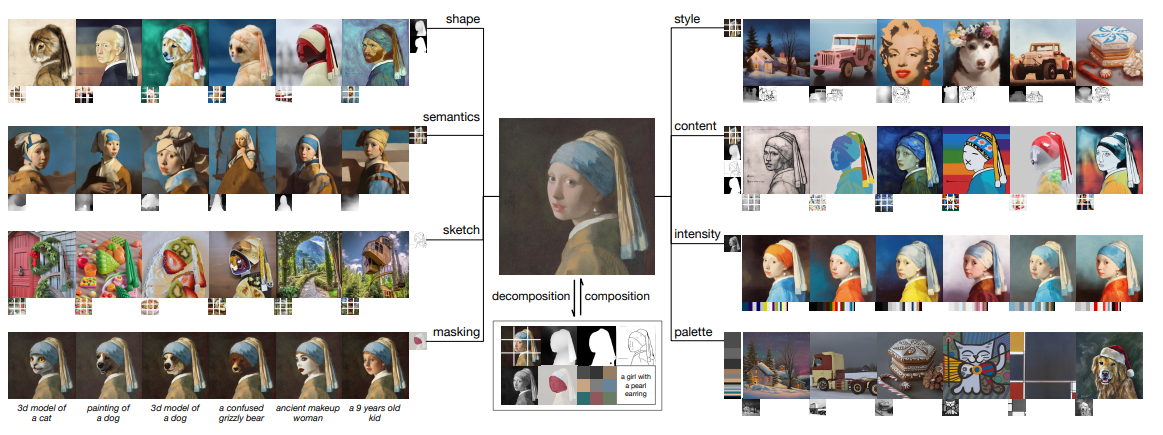 shape
semantics
sketch
masking
3d model of
a cat
painting of
a dog
3d model of
a dog
a confused
grizzly bear
ancient makeup
woman
a 9 years old
kid
decomposition
composition
a girl with
a pearl
earring
style
content
intensity
palette